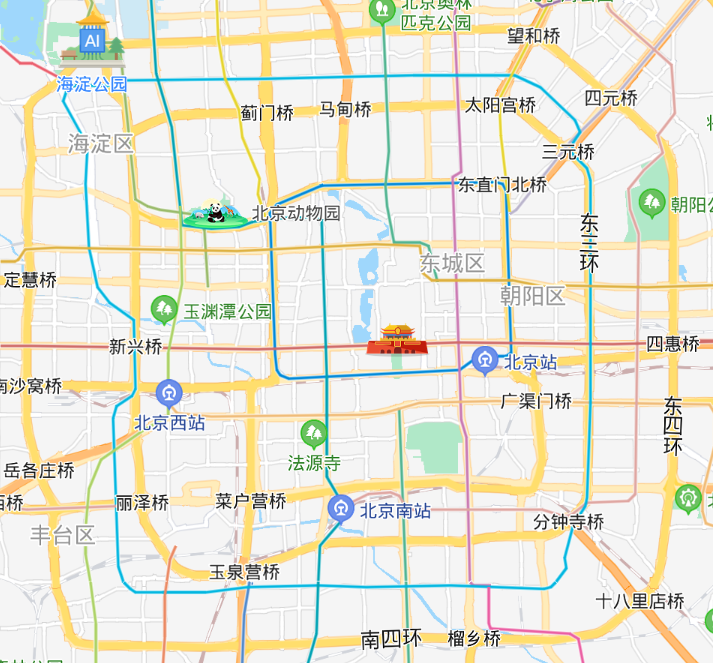 北京奥林
匹克公园
望和桥
AI
海淀公园
蓟门桥
马甸桥
太阳宫桥
四元桥
海淀区
三元桥
东直门北桥
北京动物园
朝阳公
东三环
东城区
定慧桥
朝阳区
玉渊潭公园
新兴桥
四惠桥
北京站
南沙窝桥
广渠门桥
北京西站
东四环
法源寺
岳各庄桥
丽泽桥
菜户营桥
北京南站
分钟寺桥
丰台区
玉泉营桥
十八里店桥
南四环
榴乡桥